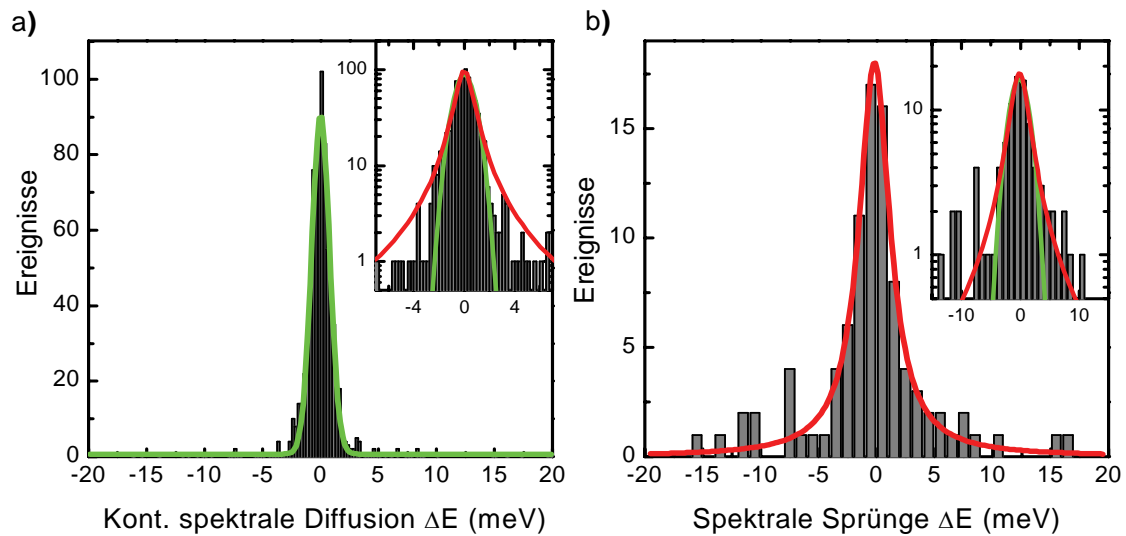 a)
100
80
60
40
20
0
Ereignisse
-20 -15 -10 -5 0 5 10 15 20
Kont. spektrale Diffusion ΔE (meV)
100
10
1
-4 0 4
b)
15
10
5
0
Ereignisse
-20 -15 -10 -5 0 5 10 15 20
Spektrale Sprünge ΔE (meV)
10
1
-10 0 10